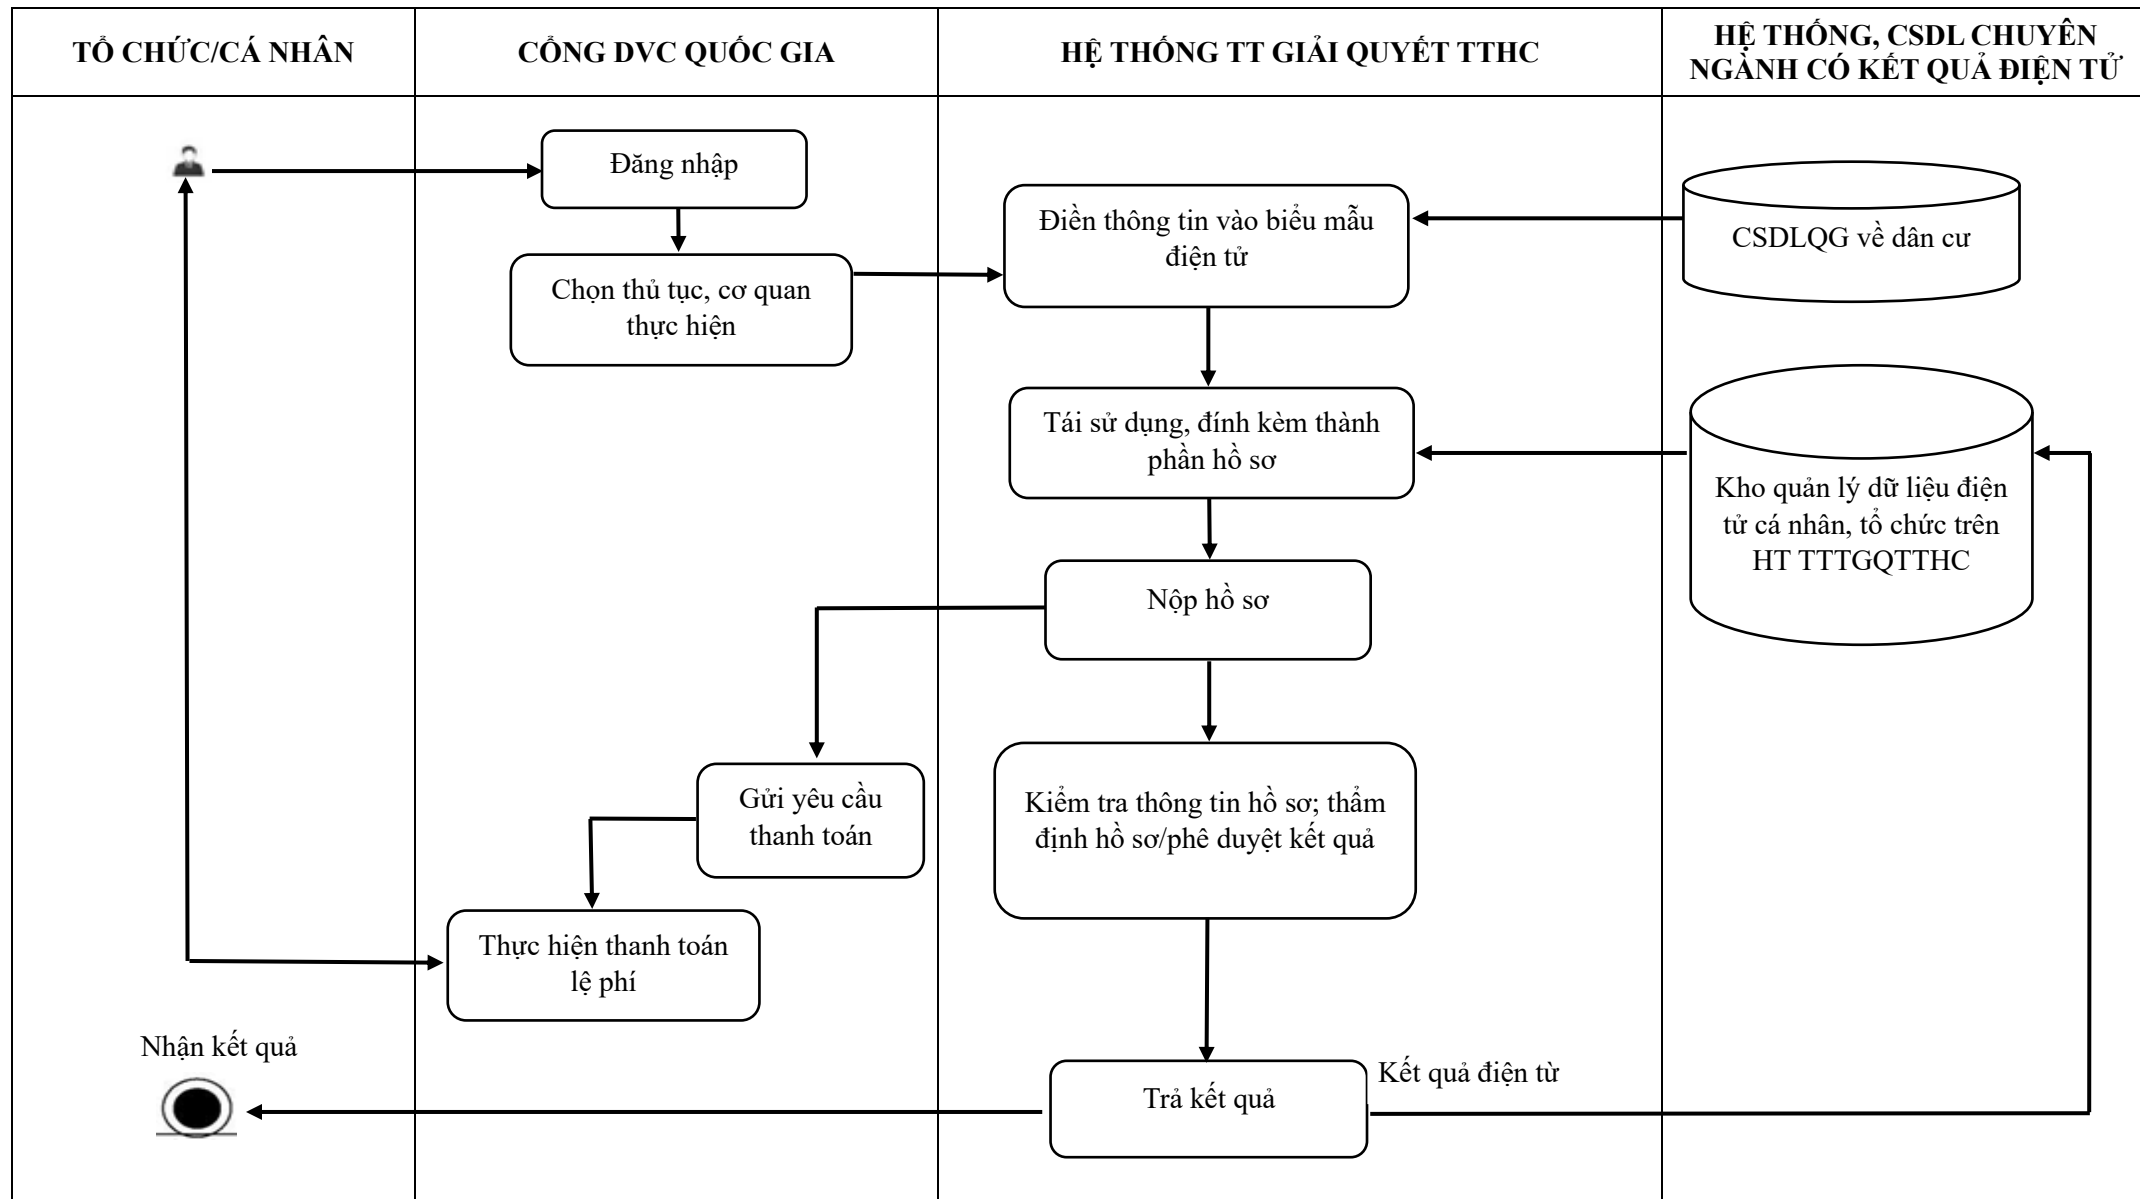 TỔ CHỨC/CÁ NHÂN
CỔNG DVC QUỐC GIA
HỆ THỐNG TT GIẢI QUYẾT TTHC
HỆ THỐNG, CSDL CHUYÊN
NGÀNH CÓ KẾT QUẢ ĐIỆN TỬ
Đăng nhập
Chọn thủ tục, cơ quan
thực hiện
Điền thông tin vào biểu mẫu
điện tử
CSDLQG về dân cư
Tái sử dụng, đính kèm thành
phần hồ sơ
Kho quản lý dữ liệu điện
tử cá nhân, tổ chức trên
HT TTTGQTTHC
Nộp hồ sơ
Gửi yêu cầu
thanh toán
Kiểm tra thông tin hồ sơ; thẩm
định hồ sơ/phê duyệt kết quả
Thực hiện thanh toán
lệ phí
Nhận kết quả
Trả kết quả
Kết quả điện từ